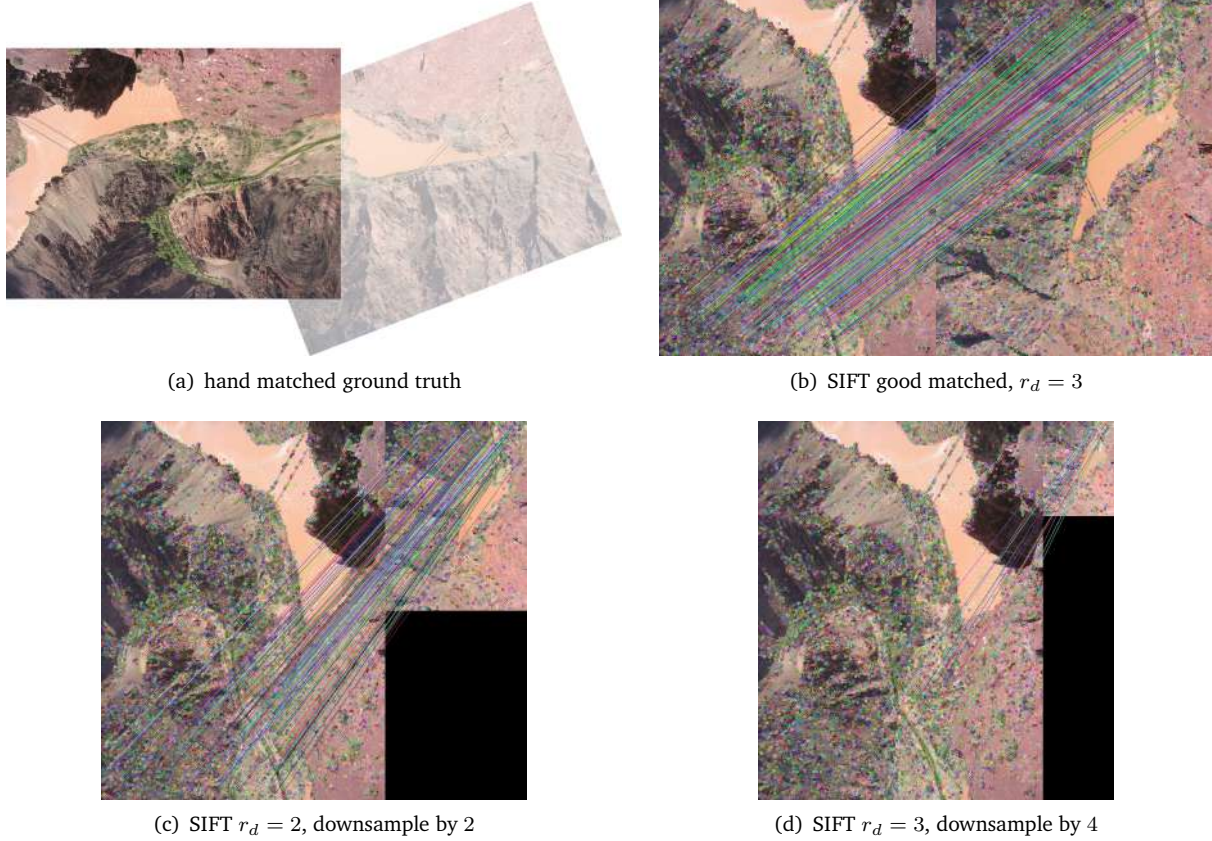 (a) hand matched ground truth
(b) SIFT good matched, r_d = 3
(c) SIFT r_d = 2, downsample by 2
(d) SIFT r_d = 3, downsample by 4